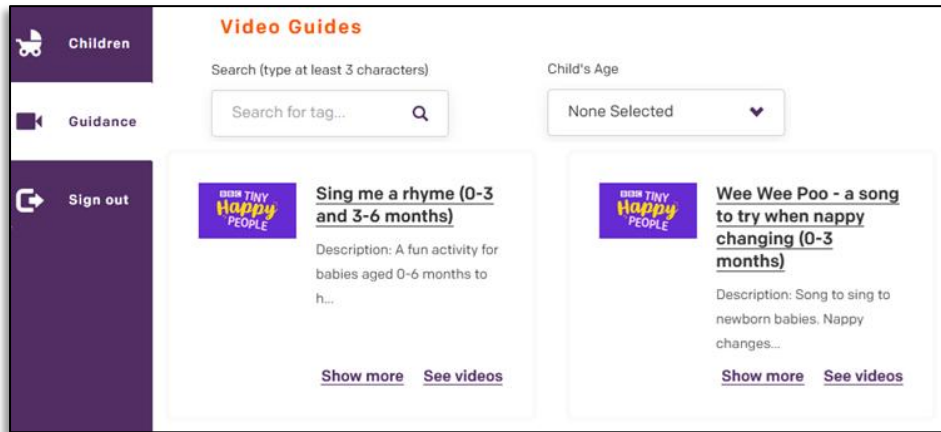 Children
Guidance
Sign out
Video Guides
Search (type at least 3 characters)
Search for tag...
Child's Age
None Selected
BBC TINY
Happy
PEOPLE
Sing me a rhyme (0-3
and 3-6 months)
Description: A fun activity for
babies aged 0-6 months to
h...
Show more See videos
BBC TINY
Happy
PEOPLE
Wee Wee Poo - a song
to try when nappy
changing (0-3
months)
Description: Song to sing to
newborn babies. Nappy
changes...
Show more See videos